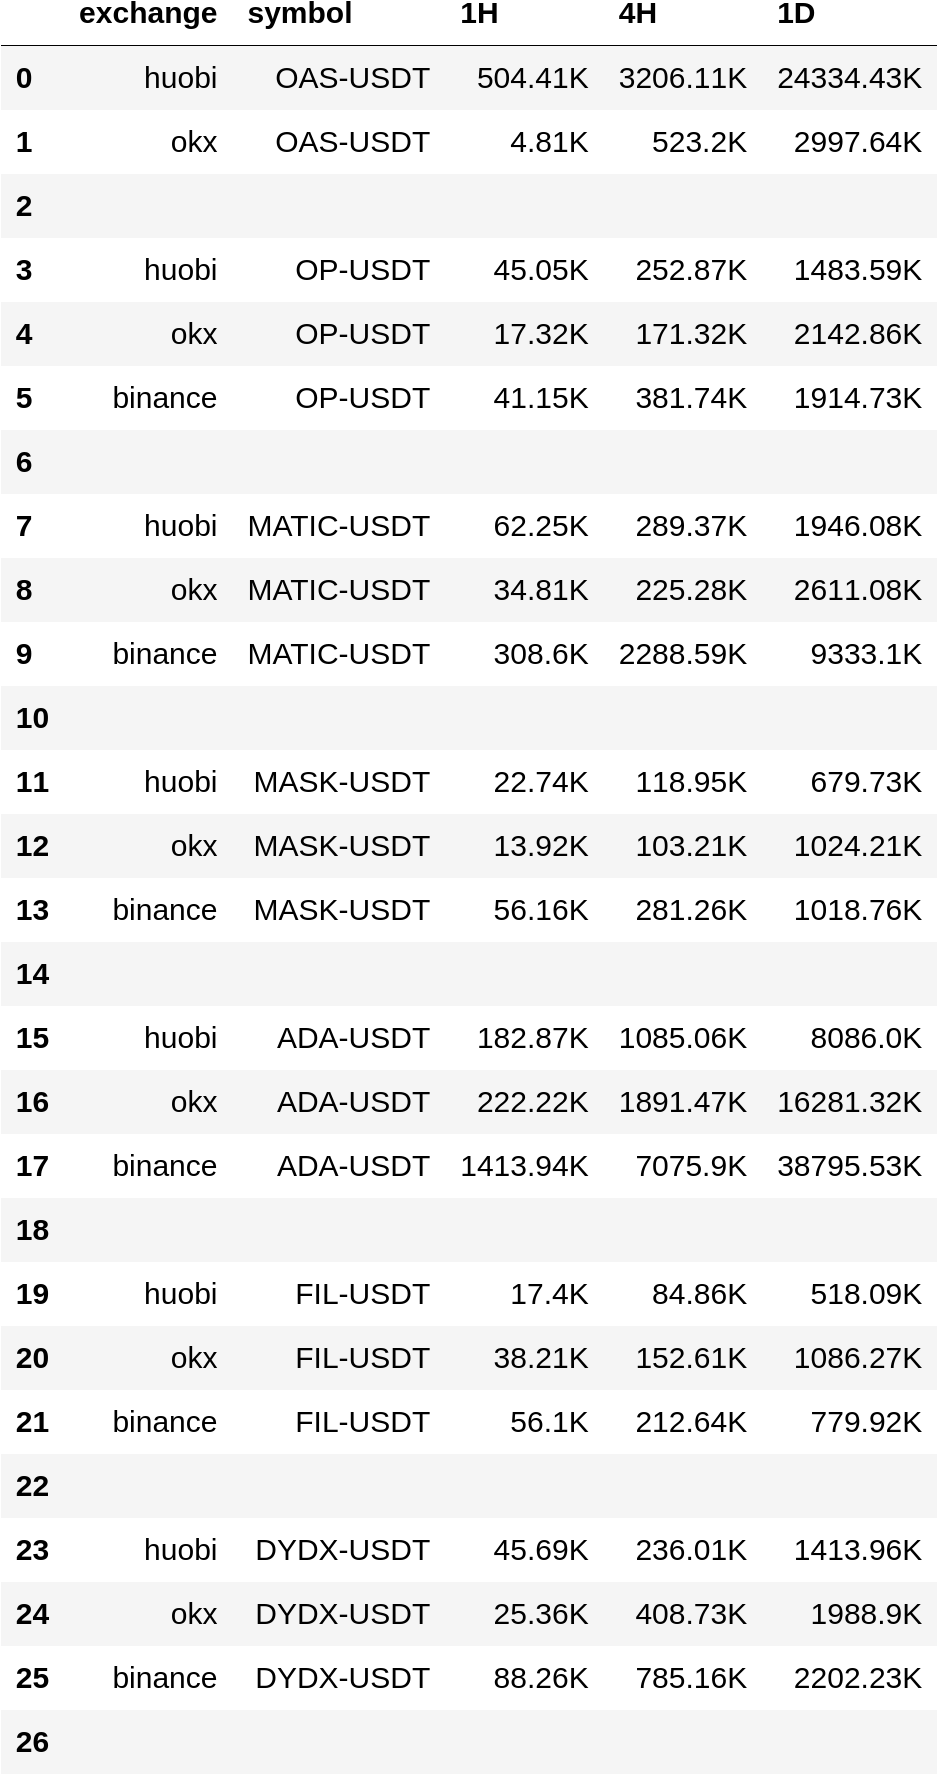 exchange symbol 1H 4H 1D
0 huobi OAS-USDT 504.41K 3206.11K 24334.43K
1 okx OAS-USDT 4.81K 523.2K 2997.64K
2
3 huobi OP-USDT 45.05K 252.87K 1483.59K
4 okx OP-USDT 17.32K 171.32K 2142.86K
5 binance OP-USDT 41.15K 381.74K 1914.73K
6
7 huobi MATIC-USDT 62.25K 289.37K 1946.08K
8 okx MATIC-USDT 34.81K 225.28K 2611.08K
9 binance MATIC-USDT 308.6K 2288.59K 9333.1K
10
11 huobi MASK-USDT 22.74K 118.95K 679.73K
12 okx MASK-USDT 13.92K 103.21K 1024.21K
13 binance MASK-USDT 56.16K 281.26K 1018.76K
14
15 huobi ADA-USDT 182.87K 1085.06K 8086.0K
16 okx ADA-USDT 222.22K 1891.47K 16281.32K
17 binance ADA-USDT 1413.94K 7075.9K 38795.53K
18
19 huobi FIL-USDT 17.4K 84.86K 518.09K
20 okx FIL-USDT 38.21K 152.61K 1086.27K
21 binance FIL-USDT 56.1K 212.64K 779.92K
22
23 huobi DYDX-USDT 45.69K 236.01K 1413.96K
24 okx DYDX-USDT 25.36K 408.73K 1988.9K
25 binance DYDX-USDT 88.26K 785.16K 2202.23K
26